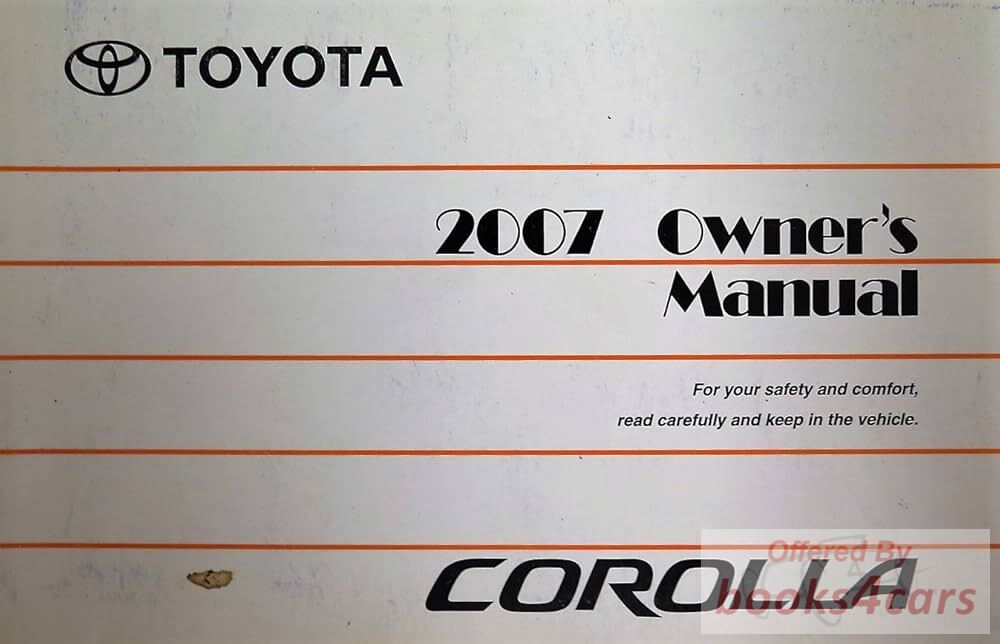 TOYOTA
2007 Owner's
Manual
For your safety and comfort,
read carefully and keep in the vehicle.
COROLLA
Offered By
books4cars